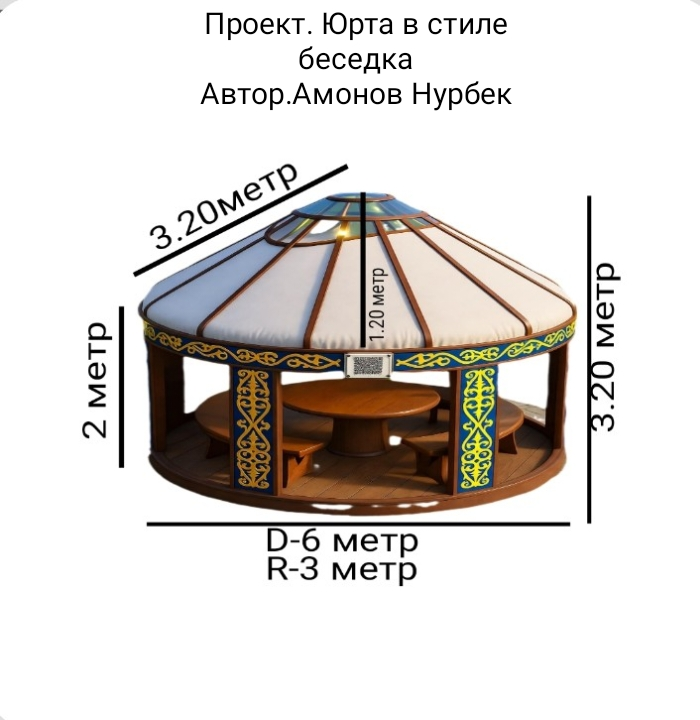 Проект. Юрта в стиле
беседка
Автор.Амонов Нурбек
3.20метр
1.20 метр
2 метр
3.20 метр
D-6 метр
R-3 метр